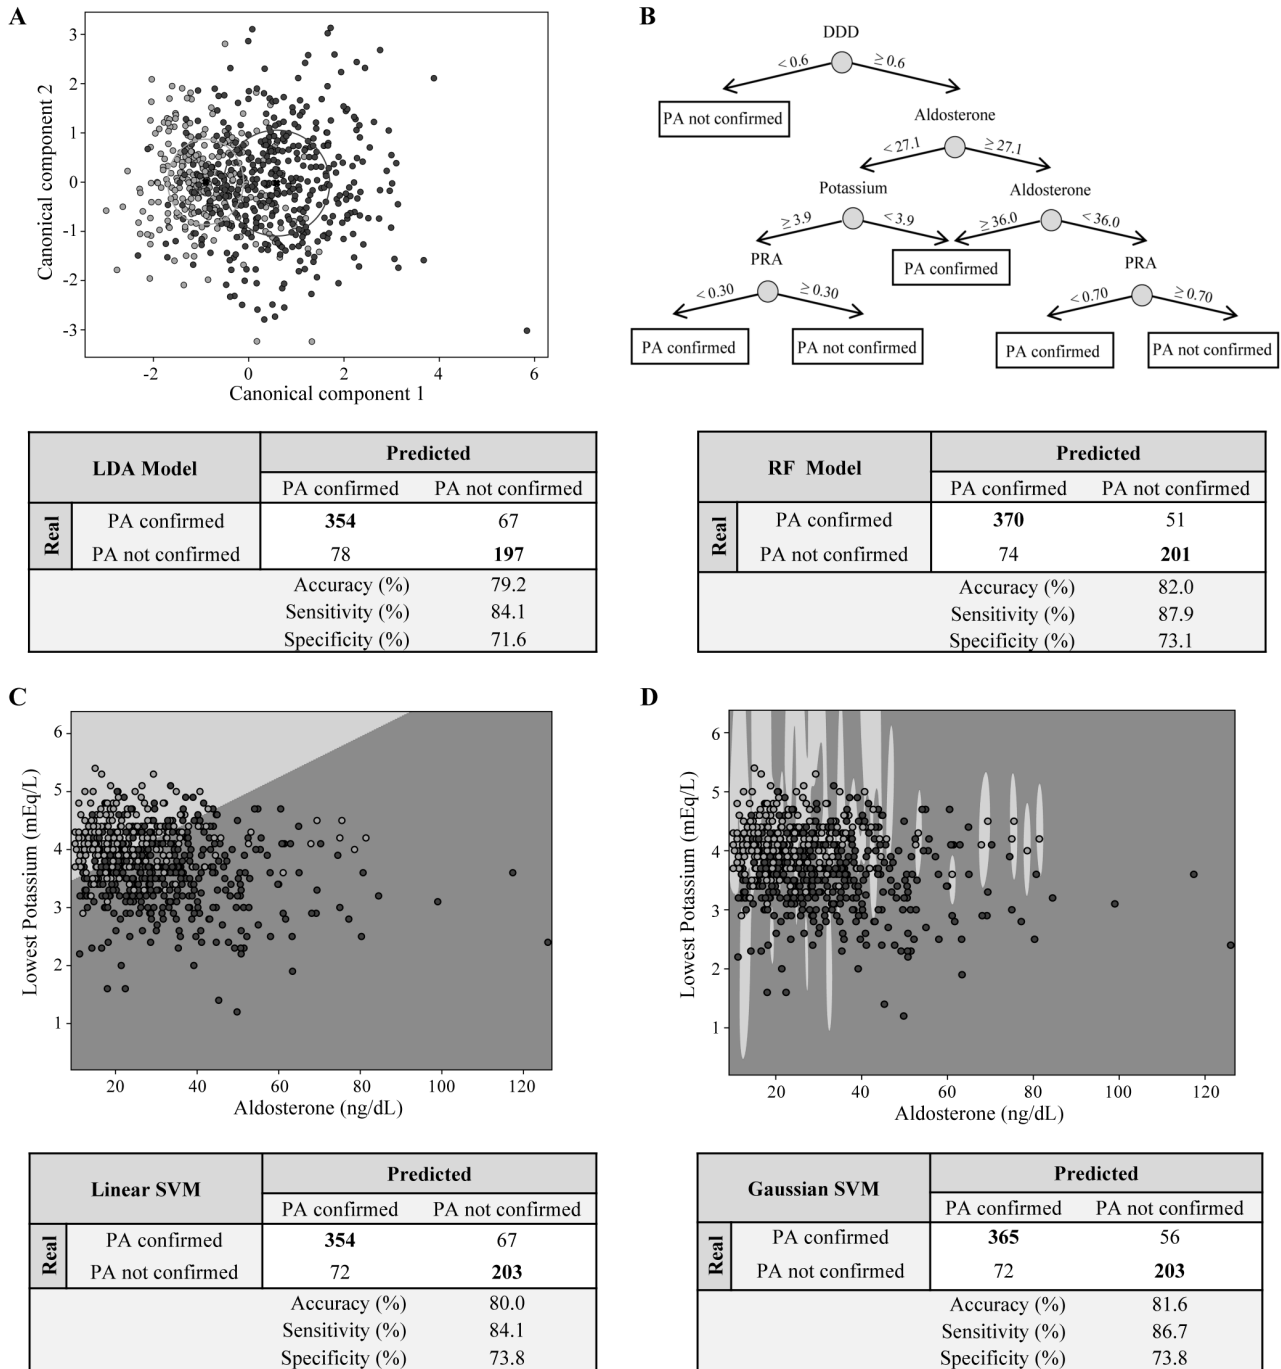 A
3
2
1
0
-1
-2
-3
Canonical component 2
-2 0 2 4 6
Canonical component 1
B
DDD
< 0.6 ≥ 0.6
PA not confirmed
Aldosterone
< 27.1 ≥ 27.1
Potassium Aldosterone
≥ 3.9 < 3.9 ≥ 36.0 < 36.0
PRA PA confirmed PRA
< 0.30 ≥ 0.30 < 0.70 ≥ 0.70
PA confirmed PA not confirmed PA confirmed PA not confirmed
LDA Model Predicted
PA confirmed PA not confirmed
Real
PA confirmed 354 67
PA not confirmed 78 197
Accuracy (%) 79.2
Sensitivity (%) 84.1
Specificity (%) 71.6
RF Model Predicted
PA confirmed PA not confirmed
Real
PA confirmed 370 51
PA not confirmed 74 201
Accuracy (%) 82.0
Sensitivity (%) 87.9
Specificity (%) 73.1
C
6
5
4
3
2
1
Lowest Potassium (mEq/L)
20 40 60 80 100 120
Aldosterone (ng/dL)
D
6
5
4
3
2
1
Lowest Potassium (mEq/L)
20 40 60 80 100 120
Aldosterone (ng/dL)
Linear SVM Predicted
PA confirmed PA not confirmed
Real
PA confirmed 354 67
PA not confirmed 72 203
Accuracy (%) 80.0
Sensitivity (%) 84.1
Specificity (%) 73.8
Gaussian SVM Predicted
PA confirmed PA not confirmed
Real
PA confirmed 365 56
PA not confirmed 72 203
Accuracy (%) 81.6
Sensitivity (%) 86.7
Specificity (%) 73.8